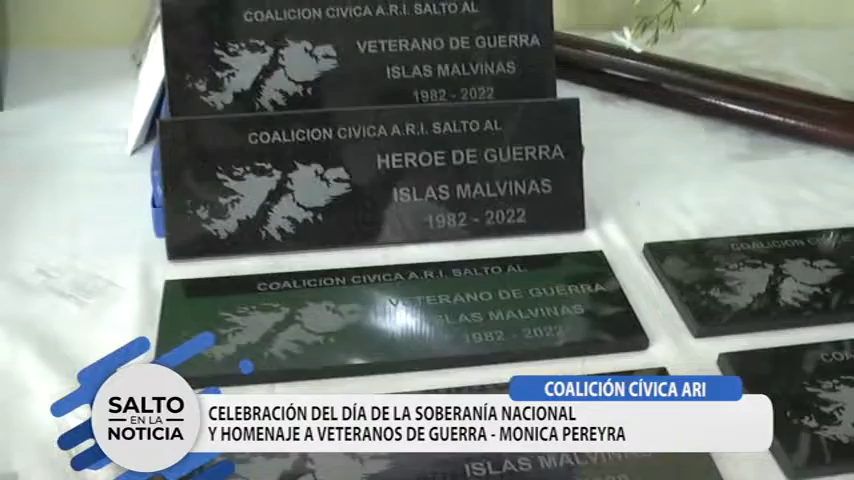 COALICION CIVICA A.R.I. SALTO AL
VETERANO DE GUERRA
ISLAS MALVINAS
1982 - 2022
COALICION CIVICA A.R.I. SALTO AL
HEROE DE GUERRA
ISLAS MALVINAS
1982 - 2022
COALICION CIVICA A.R.I. SALTO AL
VETERANO DE GUERRA
ISLAS MALVINAS
1982 - 2022
COALICION CIVICA
COALICIÓN CÍVICA ARI
SALTO
EN LA
NOTICIA
CELEBRACIÓN DEL DÍA DE LA SOBERANÍA NACIONAL
Y HOMENAJE A VETERANOS DE GUERRA - MONICA PEREYRA
ISLAS MALVINAS